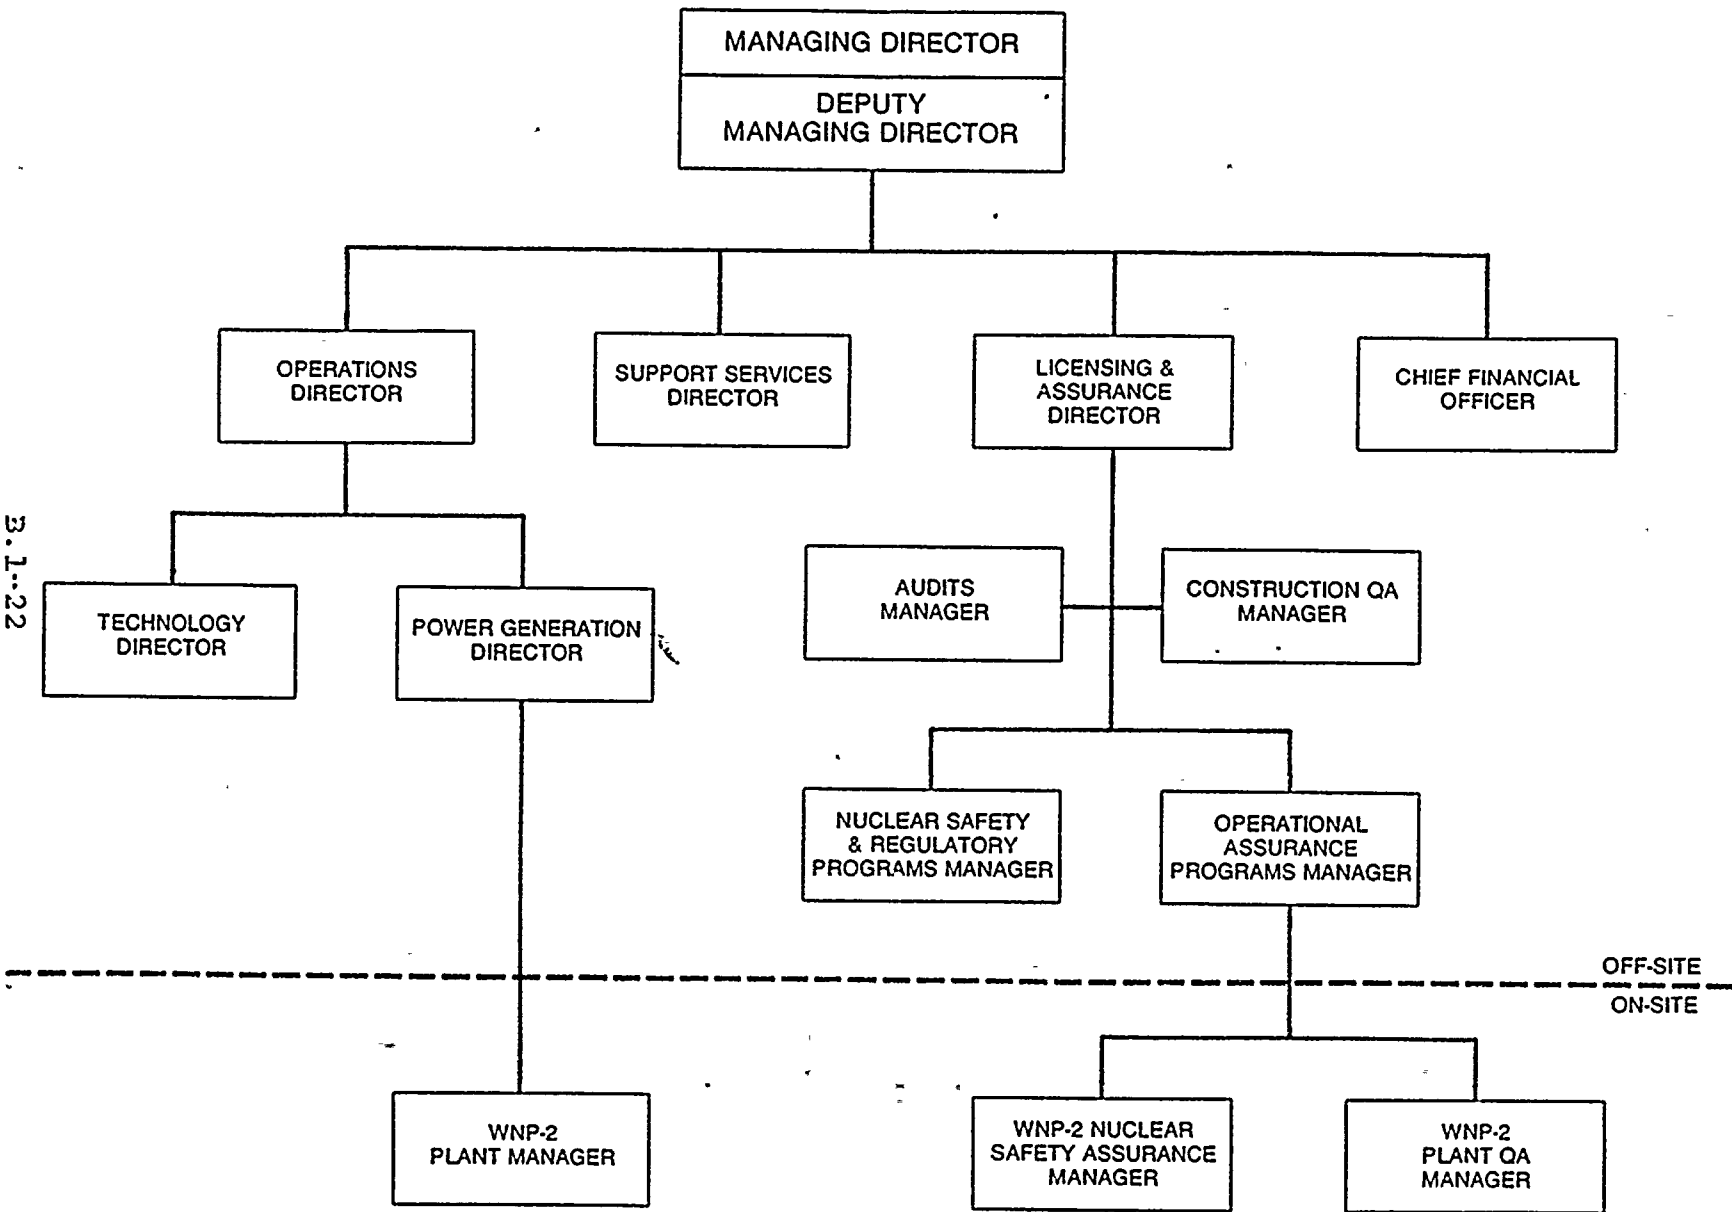 MANAGING DIRECTOR
DEPUTY
MANAGING DIRECTOR
OPERATIONS
DIRECTOR
SUPPORT SERVICES
DIRECTOR
LICENSING &
ASSURANCE
DIRECTOR
CHIEF FINANCIAL
OFFICER
TECHNOLOGY
DIRECTOR
POWER GENERATION
DIRECTOR
AUDITS
MANAGER
CONSTRUCTION QA
MANAGER
NUCLEAR SAFETY
& REGULATORY
PROGRAMS MANAGER
OPERATIONAL
ASSURANCE
PROGRAMS MANAGER
OFF-SITE
ON-SITE
WNP-2
PLANT MANAGER
WNP-2 NUCLEAR
SAFETY ASSURANCE
MANAGER
WNP-2
PLANT QA
MANAGER
B.1-22